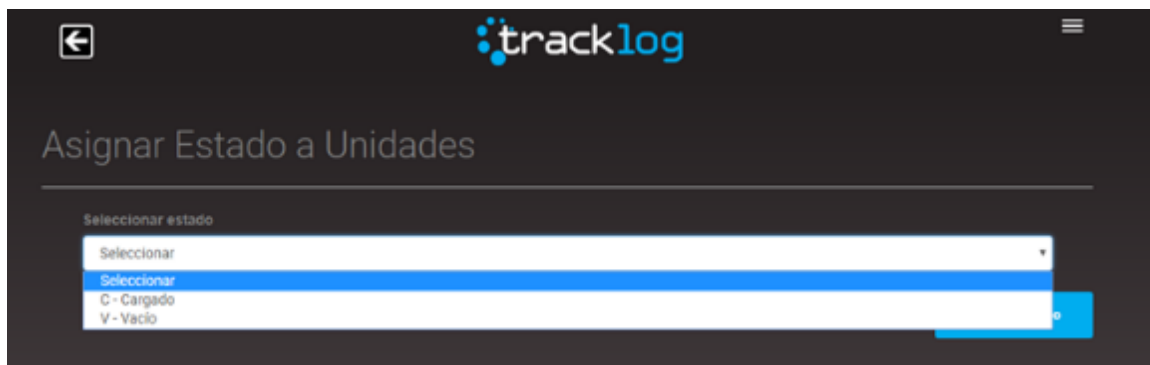 tracklog
Asignar Estado a Unidades
Seleccionar estado
Seleccionar
Seleccionar
C - Cargado
V - Vacío